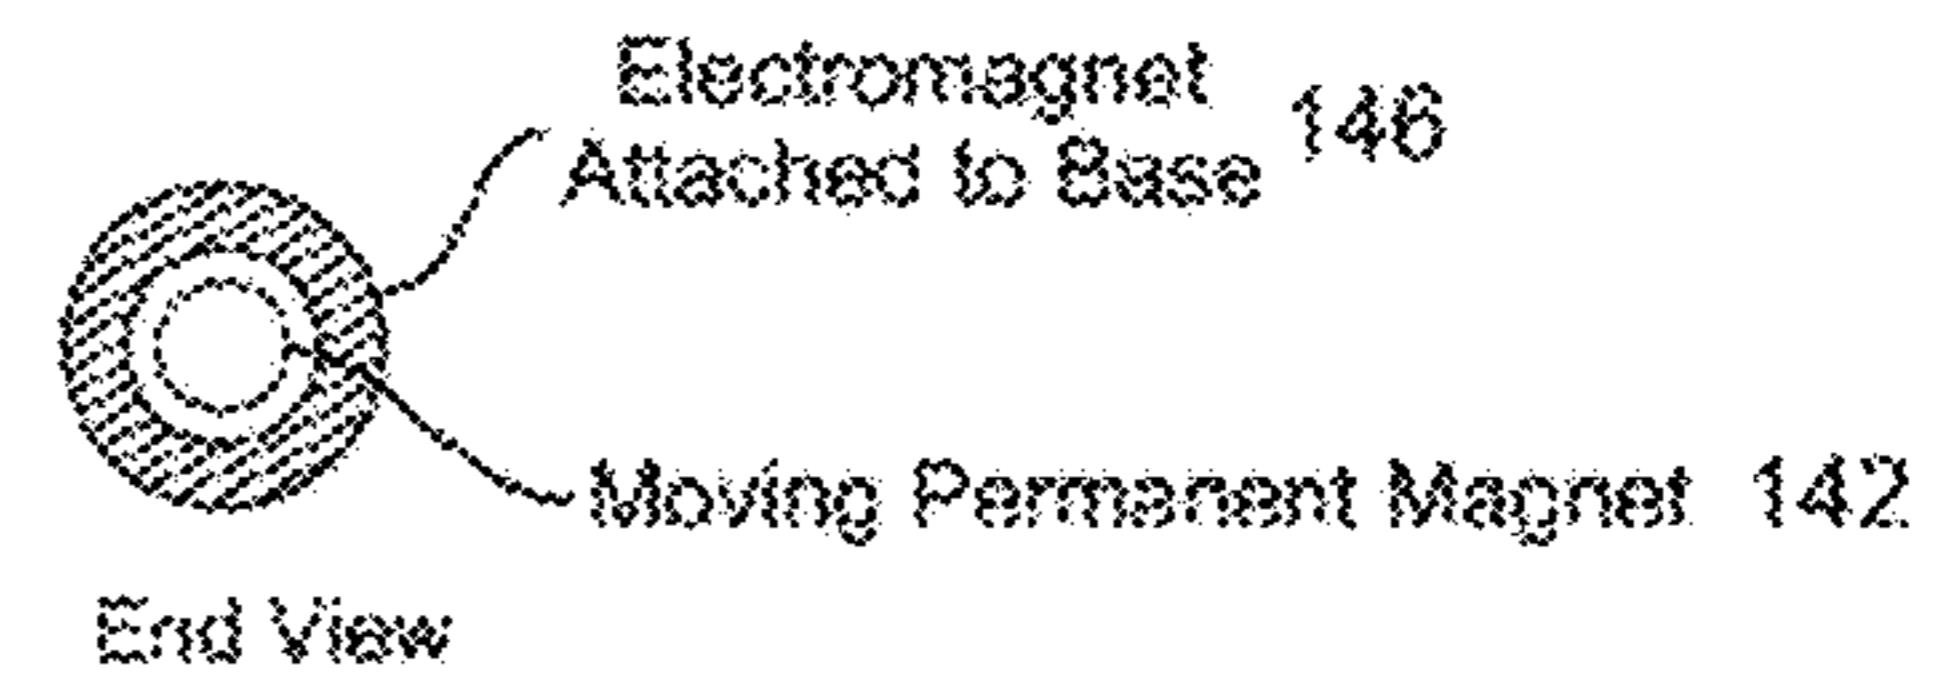 Electromagnet
Attached to Base 146
Moving Permanent Magnet 142
End View